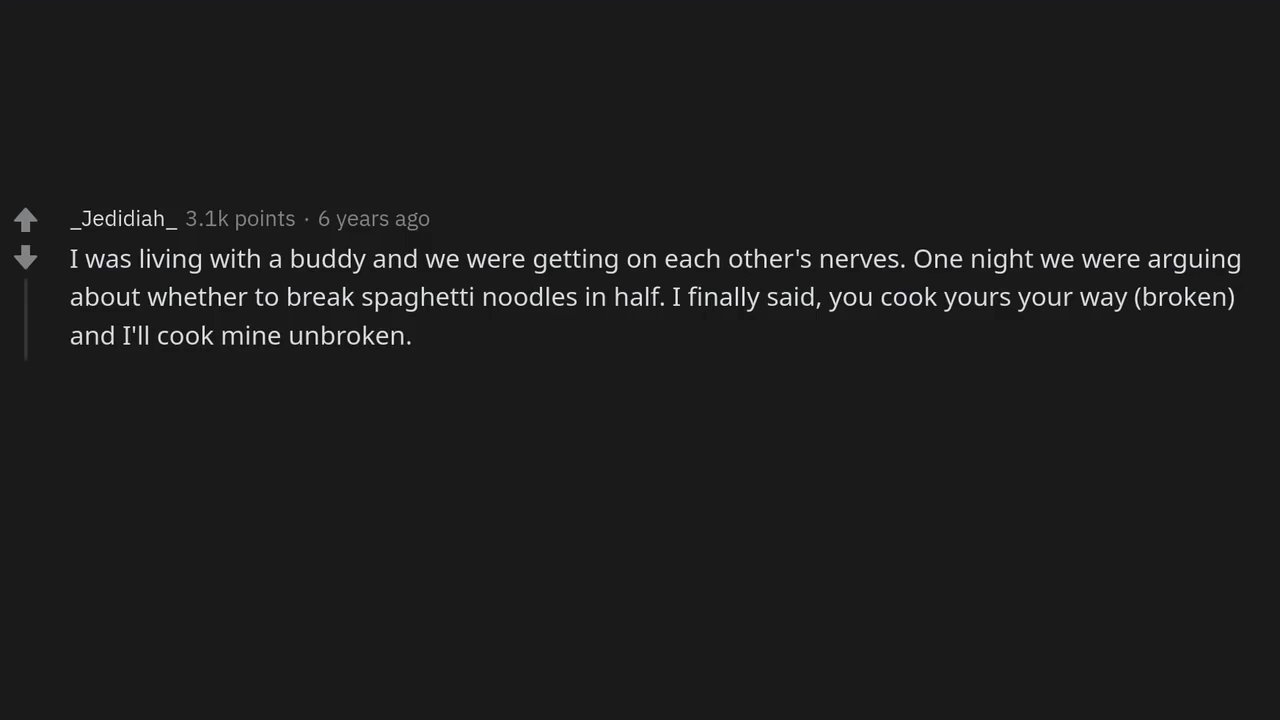 _Jedidiah_ 3.1k points · 6 years ago
I was living with a buddy and we were getting on each other's nerves. One night we were arguing
about whether to break spaghetti noodles in half. I finally said, you cook yours your way (broken)
and I'll cook mine unbroken.